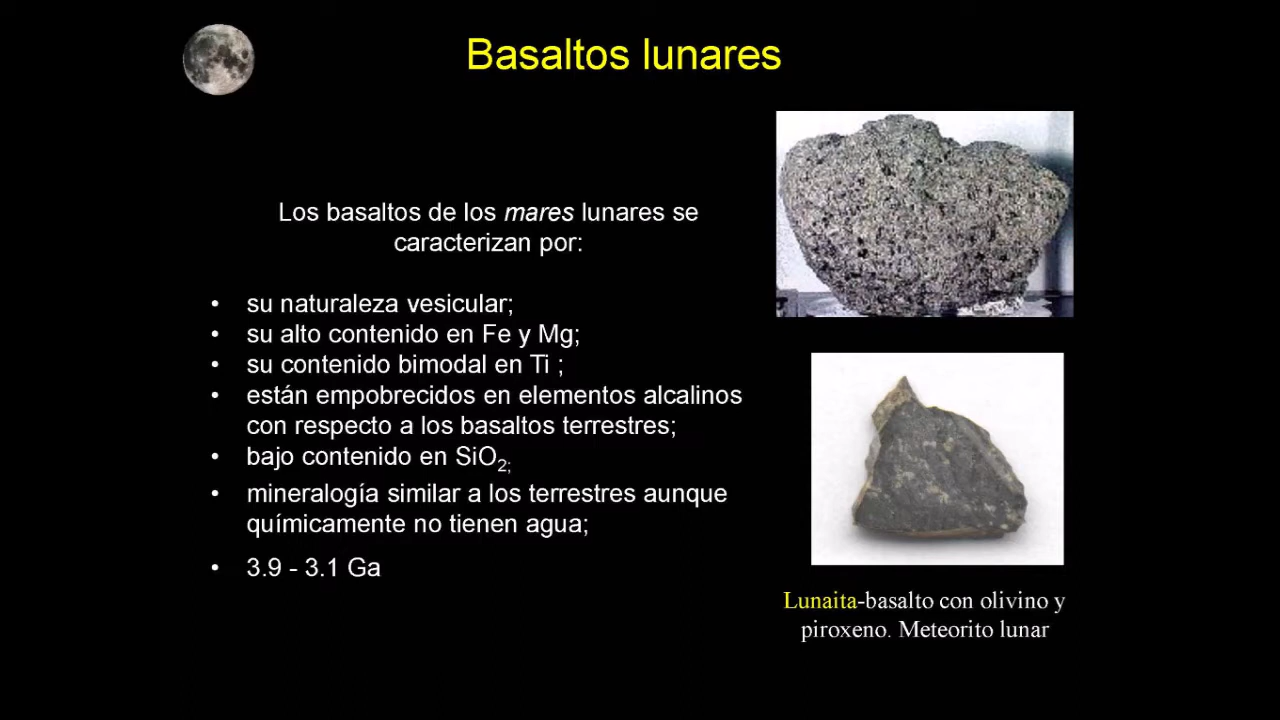 Basaltos lunares
Los basaltos de los mares lunares se
caracterizan por:
• su naturaleza vesicular;
• su alto contenido en Fe y Mg;
• su contenido bimodal en Ti ;
• están empobrecidos en elementos alcalinos
con respecto a los basaltos terrestres;
• bajo contenido en SiO2;
• mineralogía similar a los terrestres aunque
químicamente no tienen agua;
• 3.9 - 3.1 Ga
Lunaita-basalto con olivino y
piroxeno. Meteorito lunar